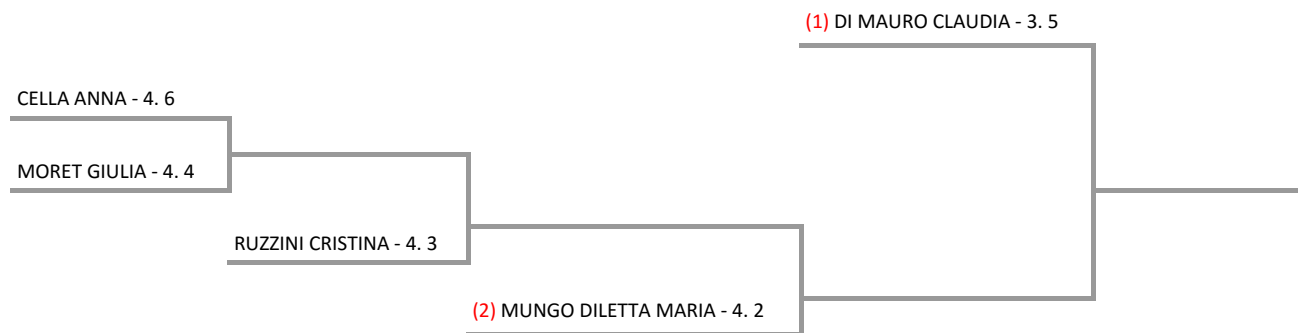 (1) DI MAURO CLAUDIA - 3. 5
CELLA ANNA - 4. 6
MORET GIULIA - 4. 4
RUZZINI CRISTINA - 4. 3
(2) MUNGO DILETTA MARIA - 4. 2